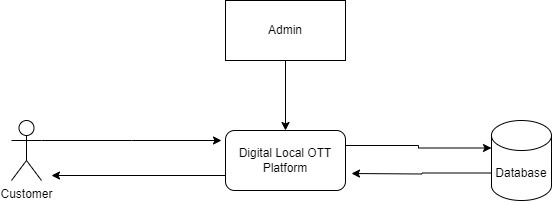 Admin
Digital Local OTT
Platform
Database
Customer